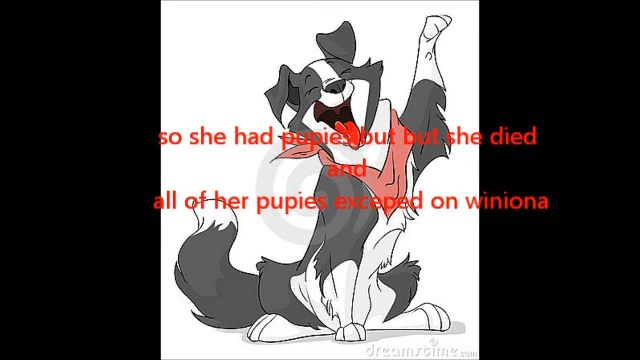 so she had pupies but but she died
and
all of her pupies exceped on winiona
dreamstime.com